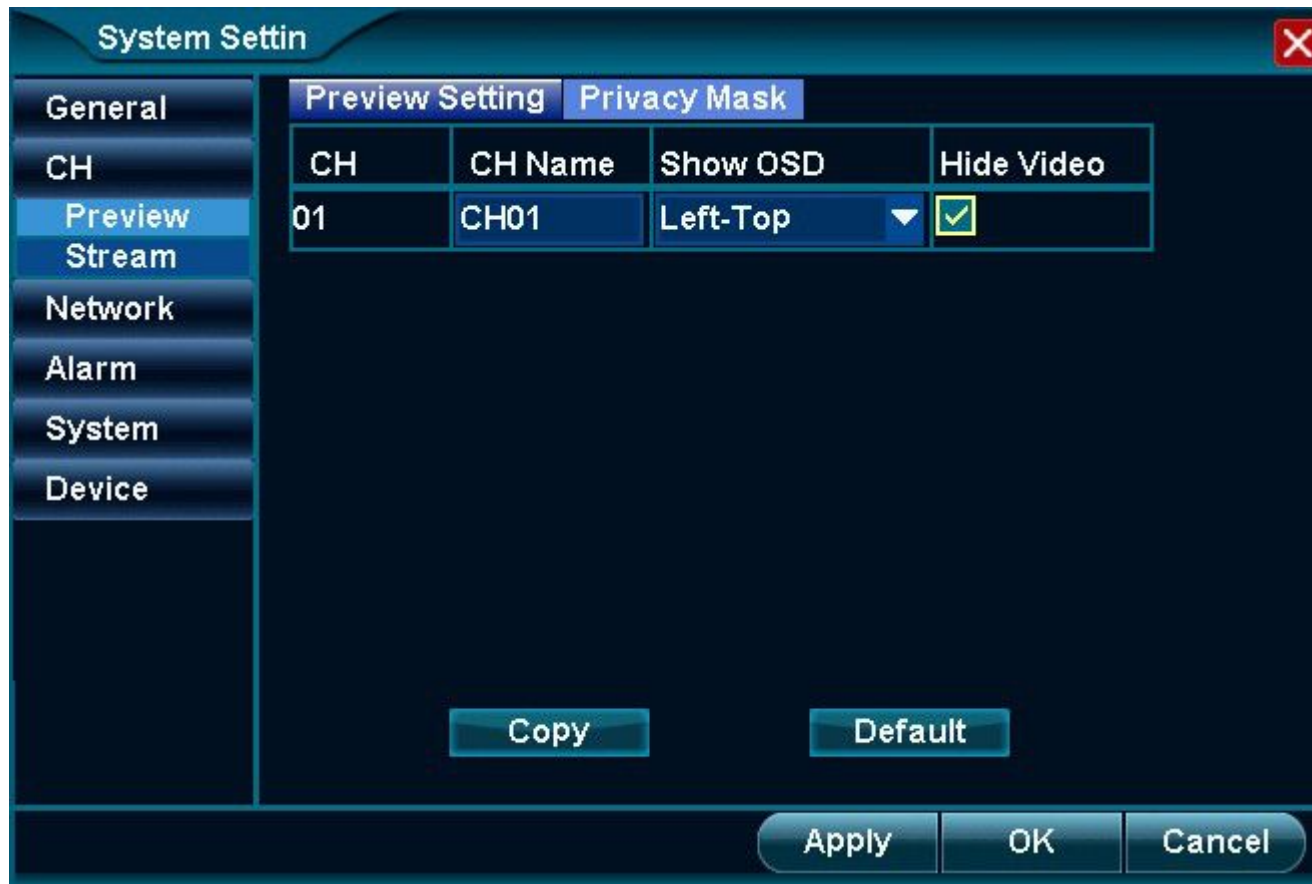 System Settin
General
CH
Preview
Stream
Network
Alarm
System
Device
Preview Setting Privacy Mask
CH CH Name Show OSD Hide Video
01 CH01 Left-Top
Copy Default
Apply OK Cancel